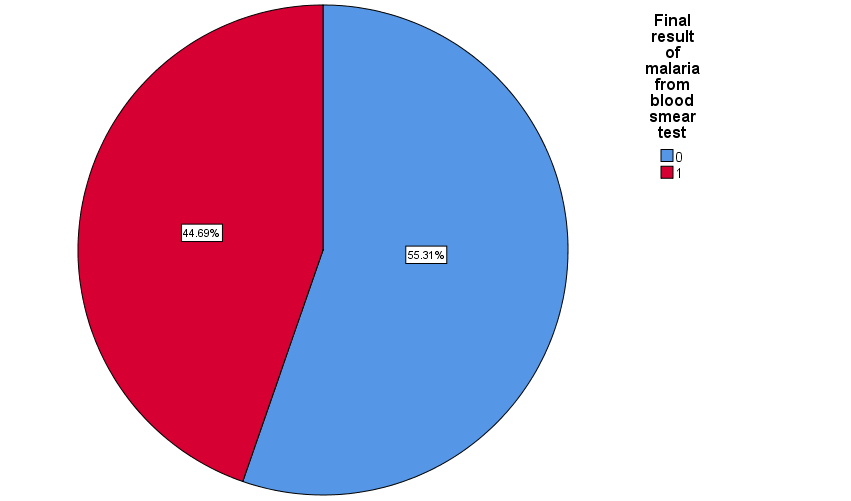 Final
result
of
malaria
from
blood
smear
test
0
1
44.69%
55.31%